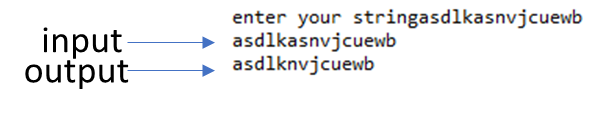 enter your stringasdlkasnvjcuewb
input asdlkasnvjcuewb
output asdlknvjcuewb